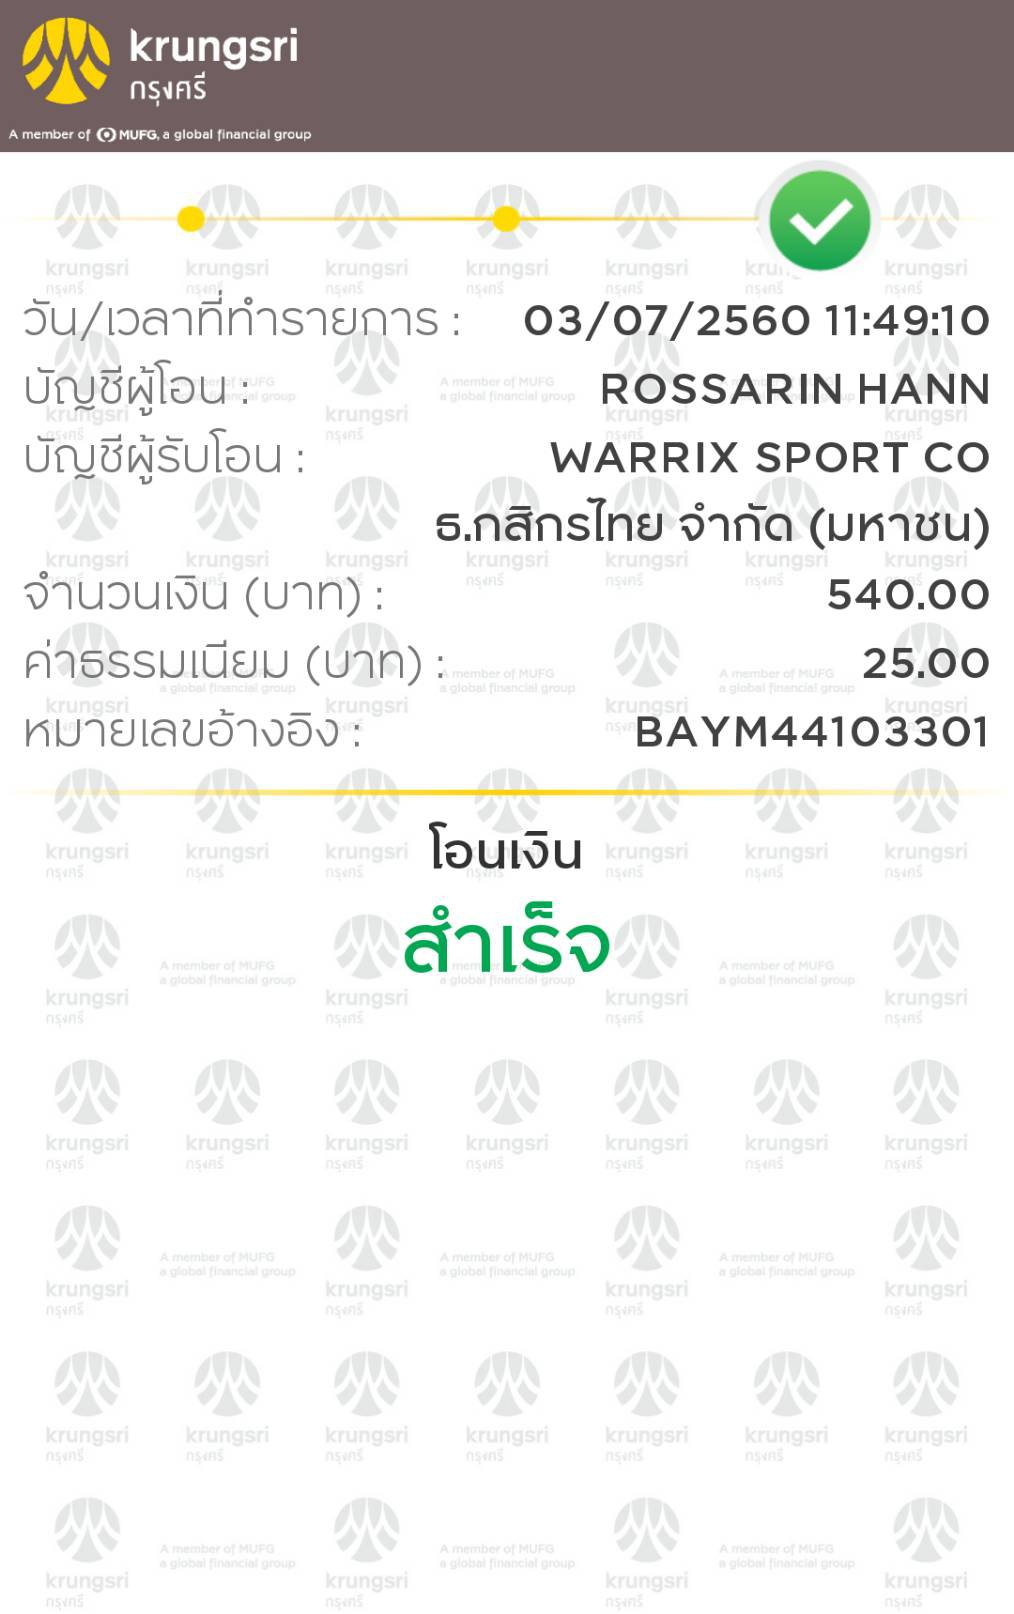 krungsri
กรุงศรี
A member of MUFG, a global financial group
วัน/เวลาที่ทำรายการ : 03/07/2560 11:49:10
บัญชีผู้โอน : ROSSARIN HANN
บัญชีผู้รับโอน : WARRIX SPORT CO
ธ.กสิกรไทย จำกัด (มหาชน)
จำนวนเงิน (บาท) : 540.00
ค่าธรรมเนียม (บาท) : 25.00
หมายเลขอ้างอิง : BAYM44103301
โอนเงิน
สำเร็จ